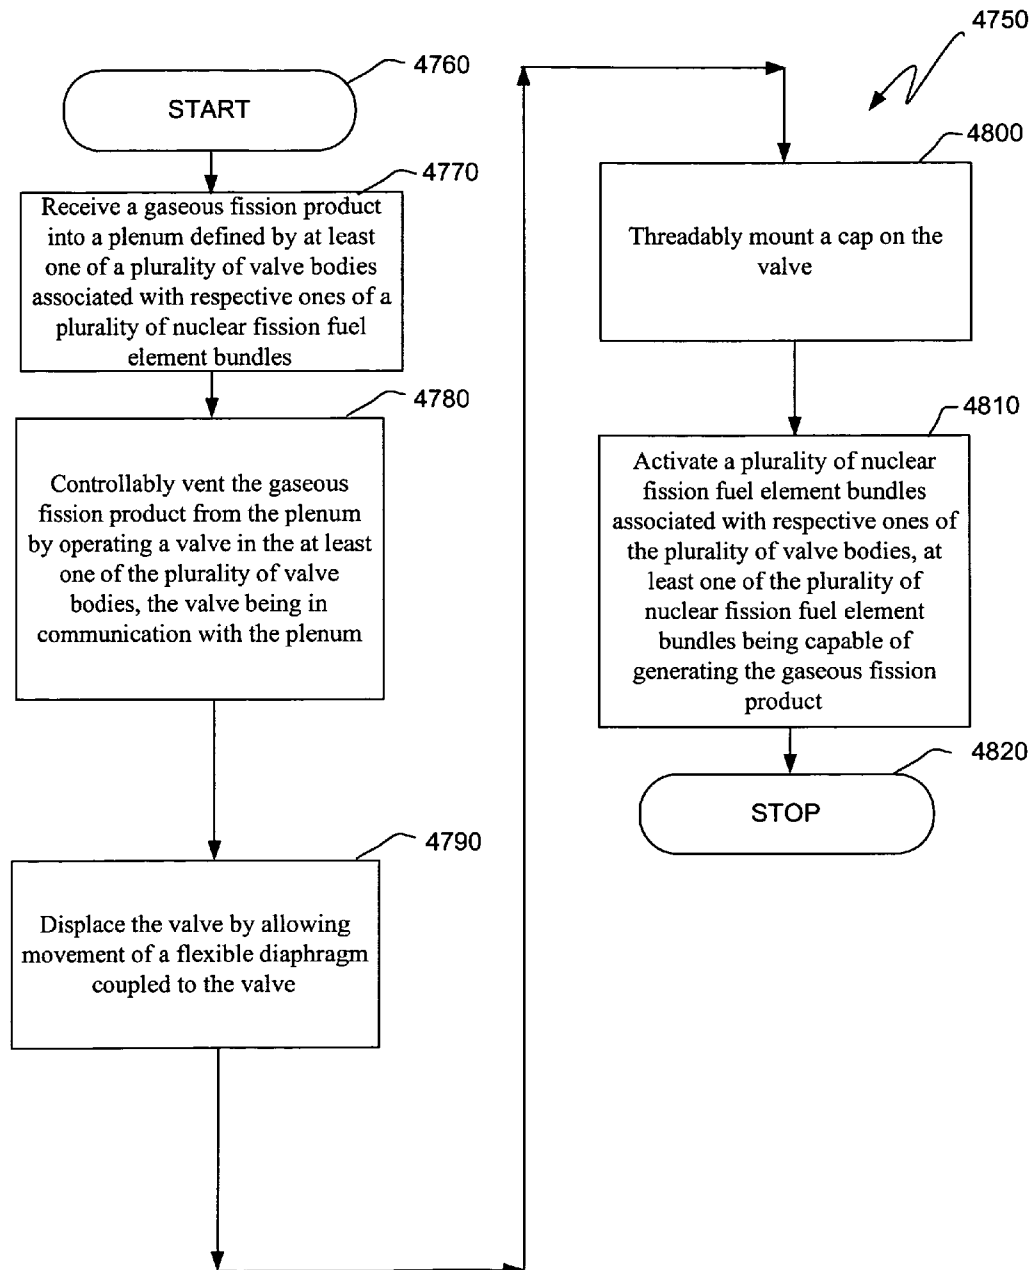 4750
4760
START
4770
Receive a gaseous fission product
into a plenum defined by at least
one of a plurality of valve bodies
associated with respective ones of a
plurality of nuclear fission fuel
element bundles
4780
Controllably vent the gaseous
fission product from the plenum
by operating a valve in the at least
one of the plurality of valve
bodies, the valve being in
communication with the plenum
4790
Displace the valve by allowing
movement of a flexible diaphragm
coupled to the valve
4800
Threadably mount a cap on the
valve
4810
Activate a plurality of nuclear
fission fuel element bundles
associated with respective ones of
the plurality of valve bodies, at
least one of the plurality of
nuclear fission fuel element
bundles being capable of
generating the gaseous fission
product
4820
STOP